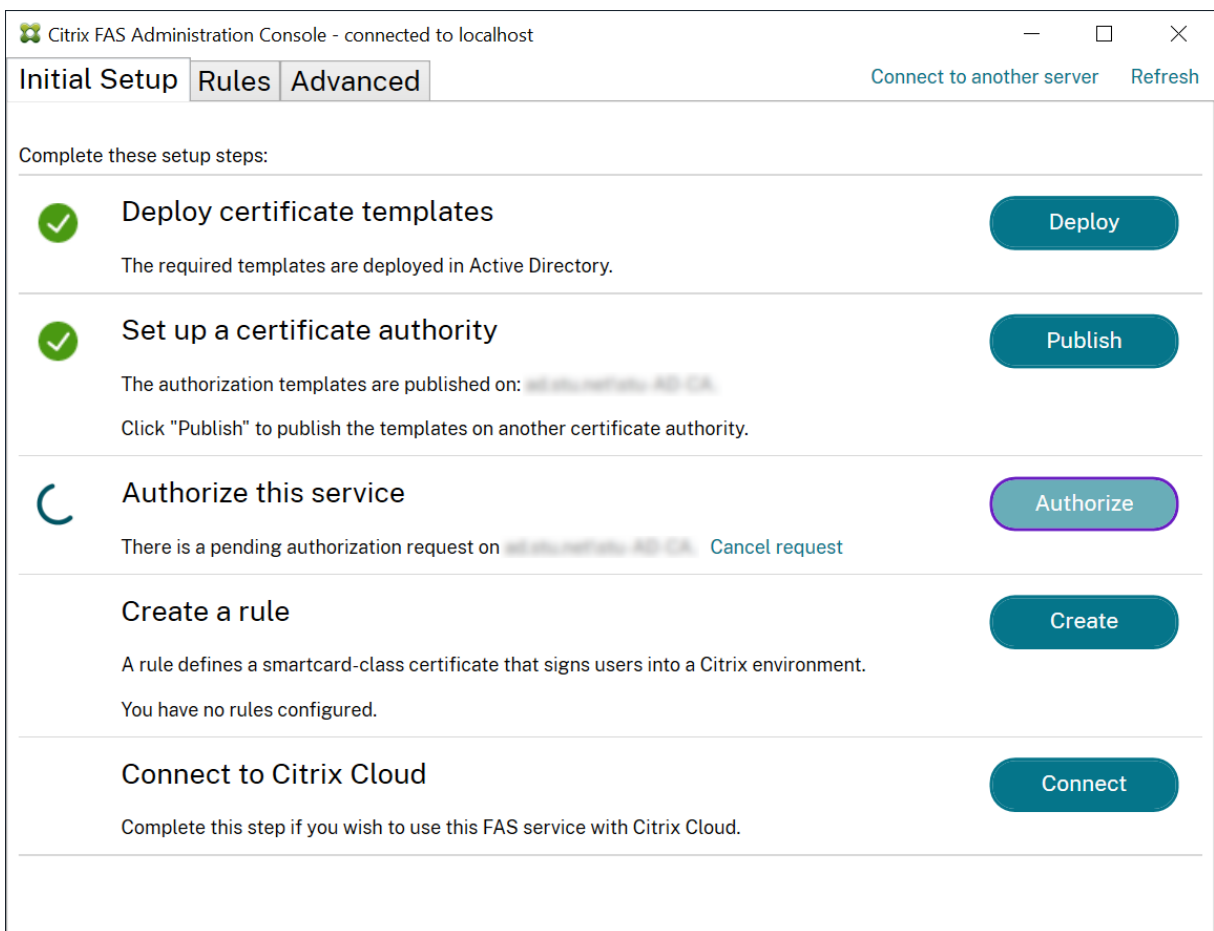 Citrix FAS Administration Console - connected to localhost
Initial Setup Rules Advanced Connect to another server Refresh
Complete these setup steps:
Deploy certificate templates
Deploy
The required templates are deployed in Active Directory.
Set up a certificate authority
Publish
The authorization templates are published on:
Click "Publish" to publish the templates on another certificate authority.
Authorize this service
Authorize
There is a pending authorization request on Cancel request
Create a rule
Create
A rule defines a smartcard-class certificate that signs users into a Citrix environment.
You have no rules configured.
Connect to Citrix Cloud
Connect
Complete this step if you wish to use this FAS service with Citrix Cloud.